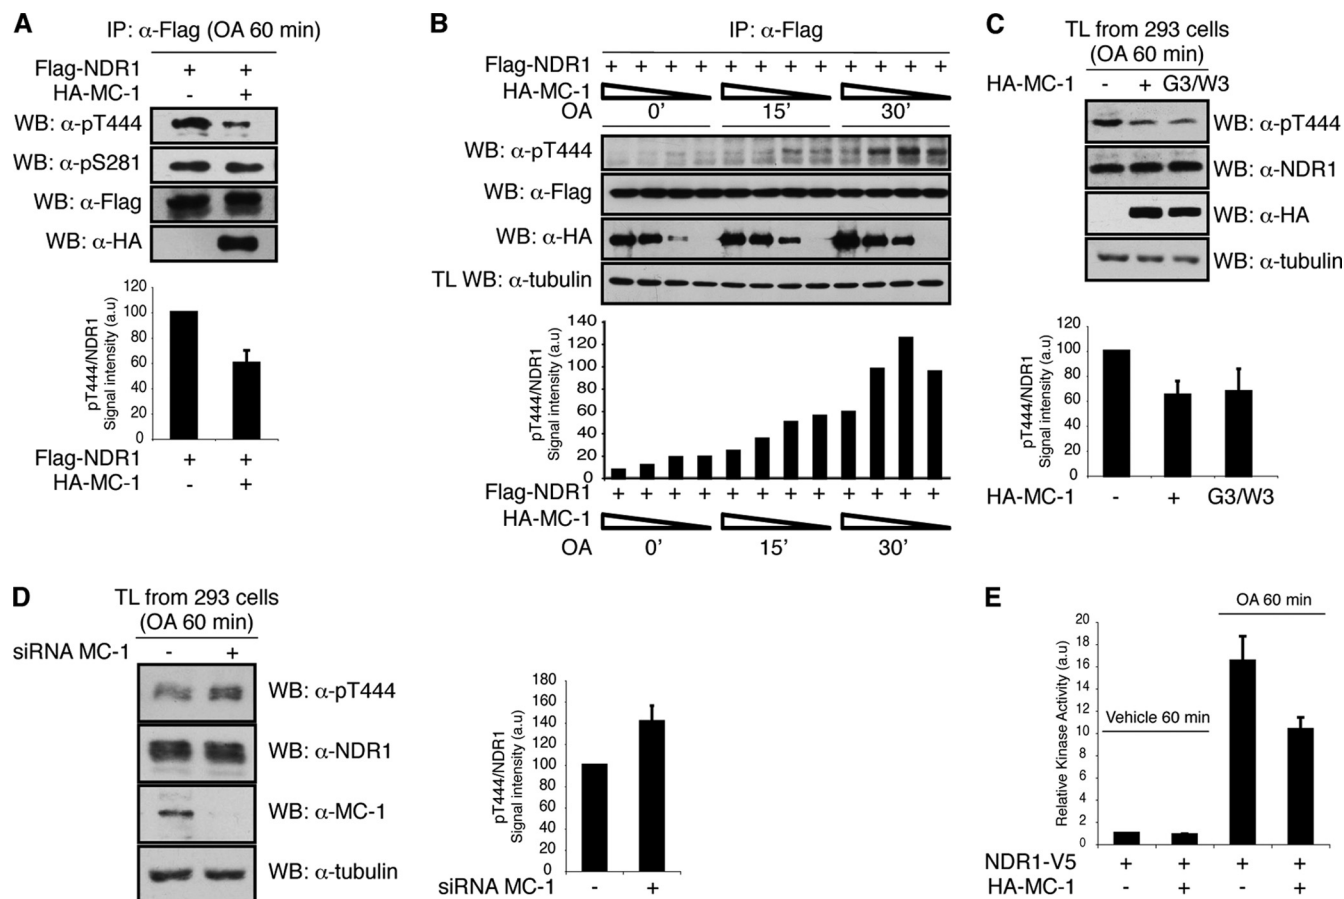 A
IP: α-Flag (OA 60 min)
Flag-NDR1 + +
HA-MC-1 - +
WB: α-pT444
WB: α-pS281
WB: α-Flag
WB: α-HA
120
100
80
60
40
20
0
pT444/NDR1
Signal intensity (a.u)
Flag-NDR1 + +
HA-MC-1 - +
B
IP: α-Flag
Flag-NDR1 + + + + + + + + + + + +
HA-MC-1
OA 0' 15' 30'
WB: α-pT444
WB: α-Flag
WB: α-HA
TL WB: α-tubulin
140
120
100
80
60
40
20
0
pT444/NDR1
Signal intensity (a.u)
Flag-NDR1 + + + + + + + + + + + +
HA-MC-1
OA 0' 15' 30'
C
TL from 293 cells
(OA 60 min)
HA-MC-1 - + G3/W3
WB: α-pT444
WB: α-NDR1
WB: α-HA
WB: α-tubulin
120
100
80
60
40
20
0
pT444/NDR1
Signal intensity (a.u)
HA-MC-1 - + G3/W3
D
TL from 293 cells
(OA 60 min)
siRNA MC-1 - +
WB: α-pT444
WB: α-NDR1
WB: α-MC-1
WB: α-tubulin
180
160
140
120
100
80
60
40
20
0
pT444/NDR1
Signal intensity (a.u)
siRNA MC-1 - +
E
OA 60 min
Vehicle 60 min
20
18
16
14
12
10
8
6
4
2
0
Relative Kinase Activity (a.u)
NDR1-V5 + + + +
HA-MC-1 - + - +